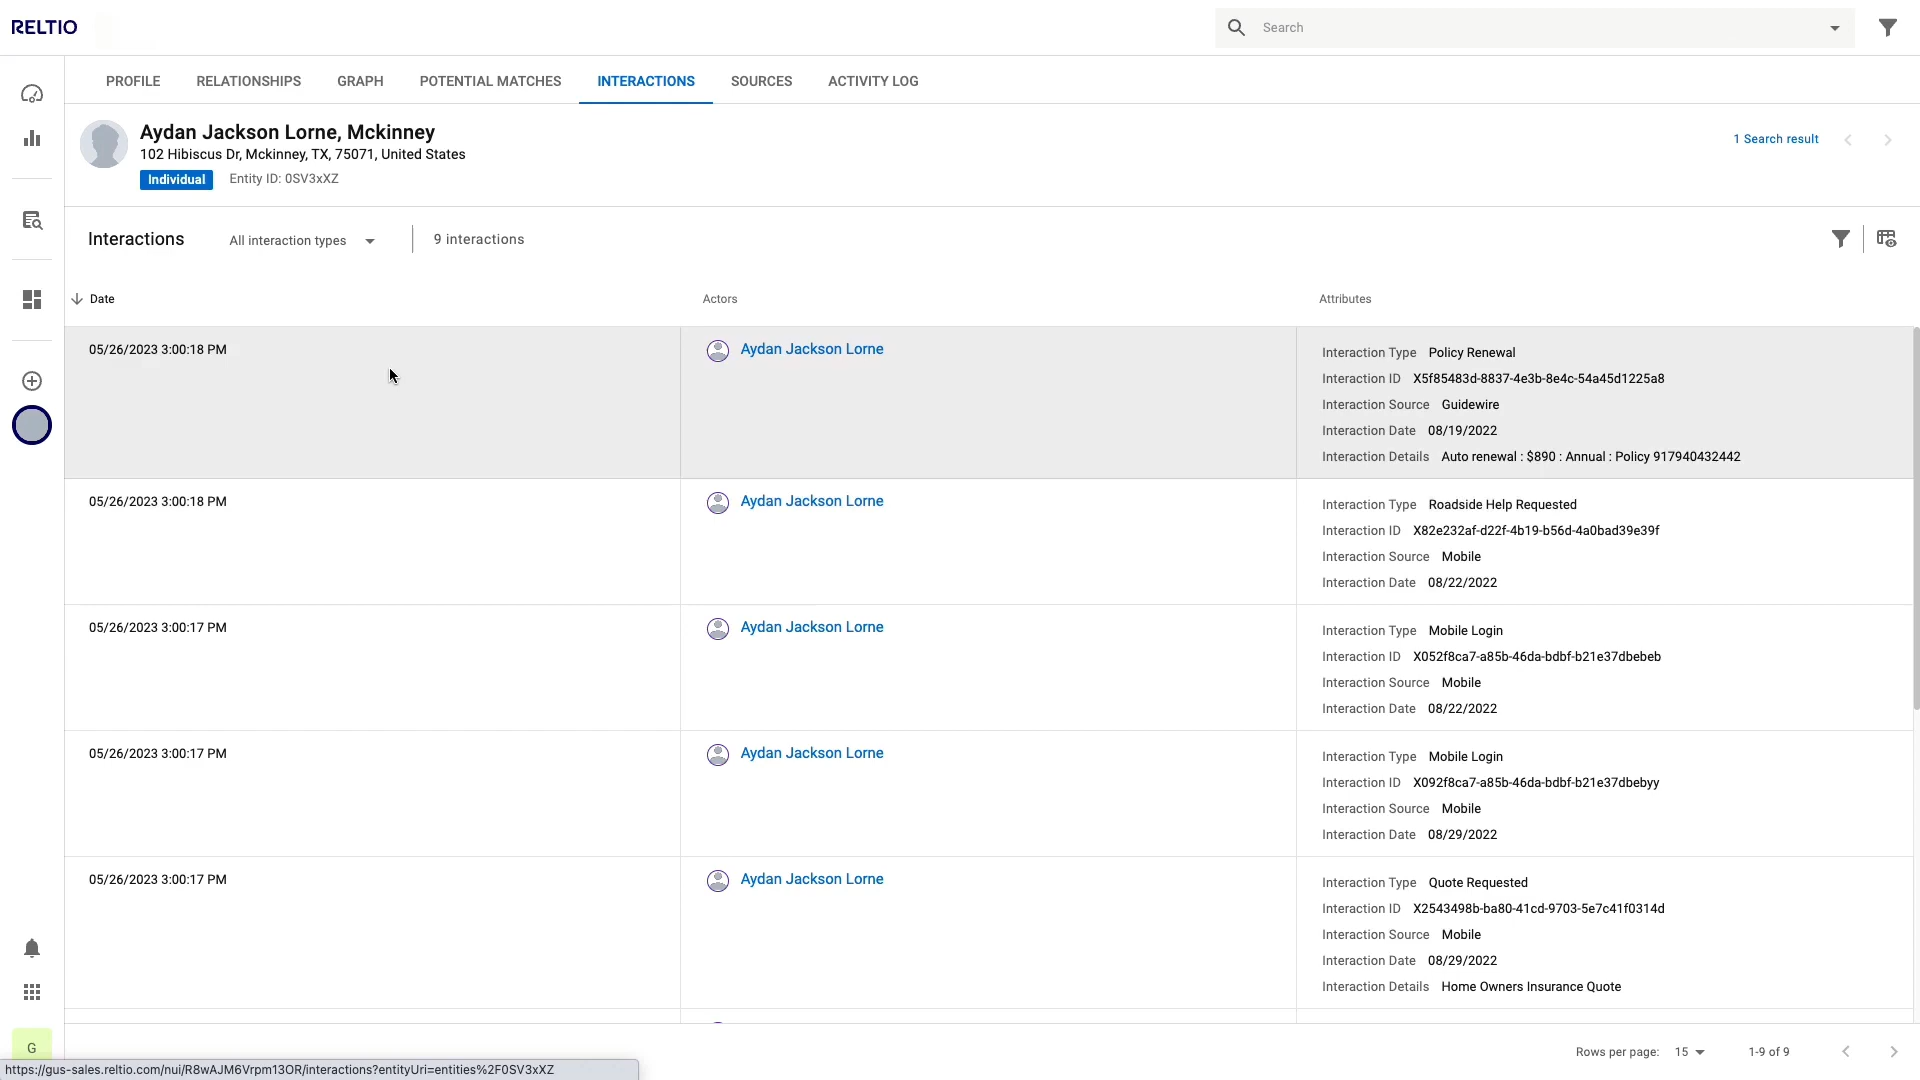 RELTIO
Search
PROFILE RELATIONSHIPS GRAPH POTENTIAL MATCHES INTERACTIONS SOURCES ACTIVITY LOG
Aydan Jackson Lorne, Mckinney
102 Hibiscus Dr, Mckinney, TX, 75071, United States
1 Search result
Individual Entity ID: 0SV3xXZ
Interactions All interaction types 9 interactions
Date Actors Attributes
05/26/2023 3:00:18 PM Aydan Jackson Lorne
Interaction Type Policy Renewal
Interaction ID X5f85483d-8837-4e3b-8e4c-54a45d1225a8
Interaction Source Guidewire
Interaction Date 08/19/2022
Interaction Details Auto renewal : $890 : Annual : Policy 917940432442
05/26/2023 3:00:18 PM Aydan Jackson Lorne
Interaction Type Roadside Help Requested
Interaction ID X82e232af-d22f-4b19-b56d-4a0bad39e39f
Interaction Source Mobile
Interaction Date 08/22/2022
05/26/2023 3:00:17 PM Aydan Jackson Lorne
Interaction Type Mobile Login
Interaction ID X052f8ca7-a85b-46da-bdbf-b21e37dbebeb
Interaction Source Mobile
Interaction Date 08/22/2022
05/26/2023 3:00:17 PM Aydan Jackson Lorne
Interaction Type Mobile Login
Interaction ID X092f8ca7-a85b-46da-bdbf-b21e37dbebyy
Interaction Source Mobile
Interaction Date 08/29/2022
05/26/2023 3:00:17 PM Aydan Jackson Lorne
Interaction Type Quote Requested
Interaction ID X2543498b-ba80-41cd-9703-5e7c41f0314d
Interaction Source Mobile
Interaction Date 08/29/2022
Interaction Details Home Owners Insurance Quote
G
Rows per page: 15 1-9 of 9
https://gus-sales.reltio.com/nui/R8wAJM6Vrpm13OR/interactions?entityUri=entities%2F0SV3xXZ